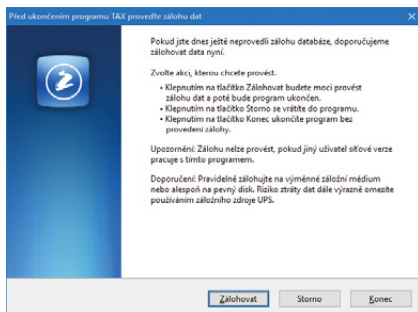 Před ukončením programu TAX proveďte zálohu dat
Pokud jste dnes ještě neprovedli zálohu databáze, doporučujeme
zálohovat data nyní.
Zvolte akci, kterou chcete provést.
• Klepnutím na tlačítko Zálohovat budete moci provést
zálohu dat a poté bude program ukončen.
• Klepnutím na tlačítko Storno se vrátíte do programu.
• Klepnutím na tlačítko Konec ukončíte program bez
provedení zálohy.
Upozornění: Zálohu nelze provést, pokud jiný uživatel síťové verze
pracuje s tímto programem.
Doporučení: Pravidelně zálohujte na výměnné záložní médium
nebo alespoň na pevný disk. Riziko ztráty dat dále výrazně omezíte
používáním záložního zdroje UPS.
Zálohovat
Storno
Konec